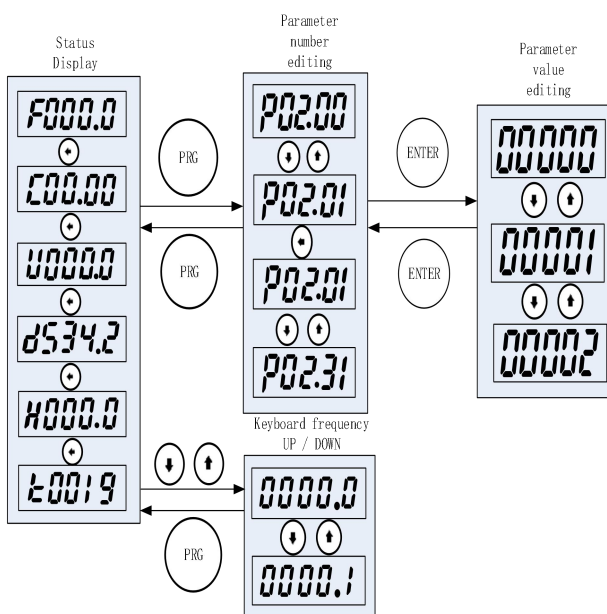 Status
Display
F000.0
C00.00
U000.0
d534.2
H000.0
t0019
PRG
PRG
Parameter
number
editing
P02.00
P02.01
P02.01
P02.31
ENTER
ENTER
Parameter
value
editing
00000
00001
00002
PRG
Keyboard frequency
UP / DOWN
0000.0
0000.1